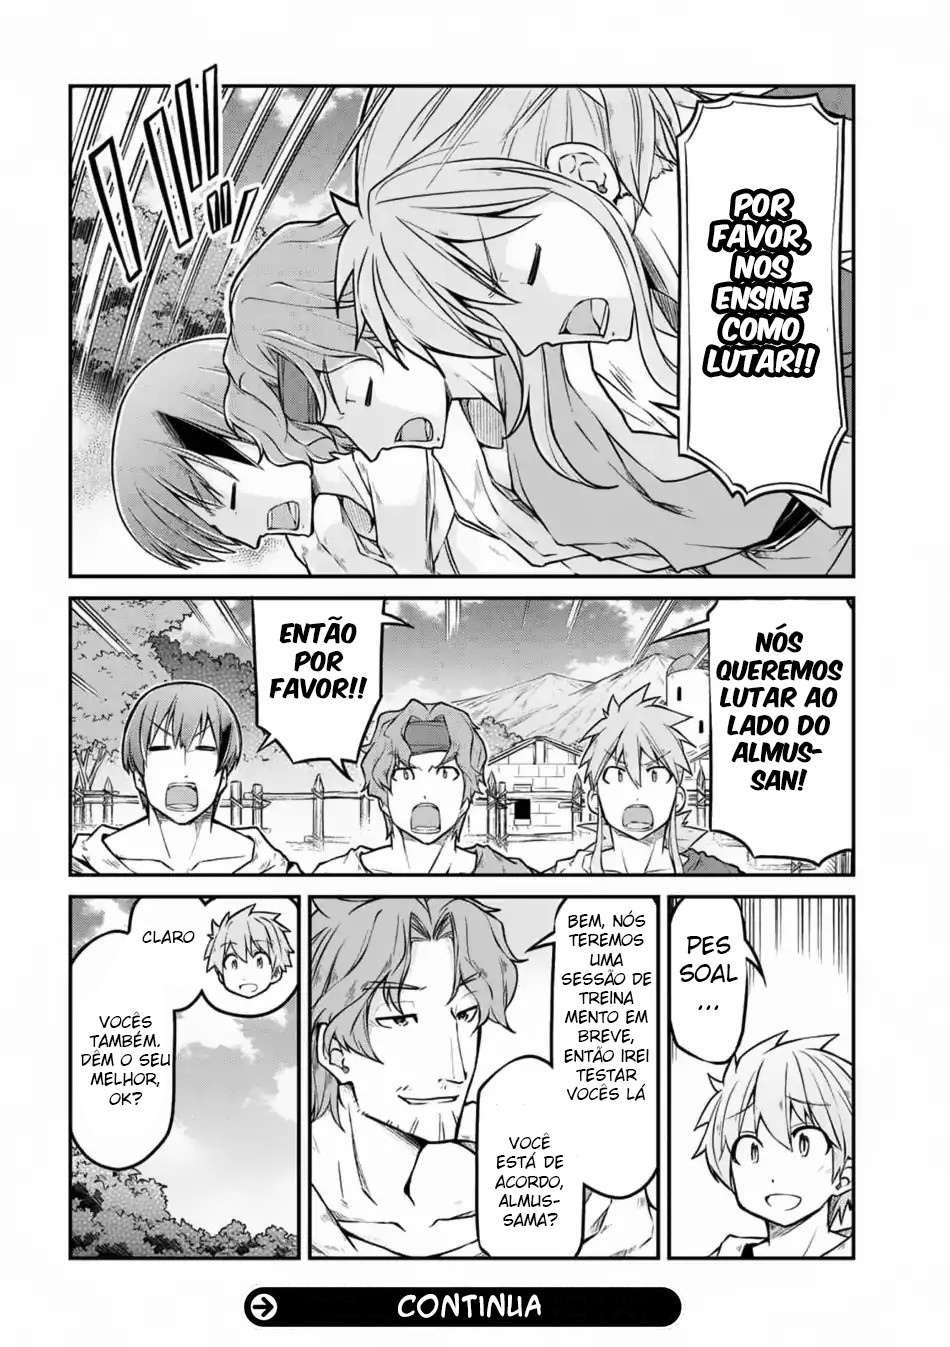 POR
FAVOR,
NOS
ENSINE
COMO
LUTAR!!
NÓS
QUEREMOS
LUTAR AO
LADO DO
ALMUS-
SAN!
ENTÃO
POR
FAVOR!!
PES
SOAL
...
BEM, NÓS
TEREMOS
UMA
SESSÃO DE
TREINA
MENTO EM
BREVE,
ENTÃO IREI
TESTAR
VOCÊS LÁ
VOCÊ
ESTÁ DE
ACORDO,
ALMUS-
SAMA?
CLARO
VOCÊS
TAMBÉM.
DÊM O SEU
MELHOR,
OK?
CONTINUA